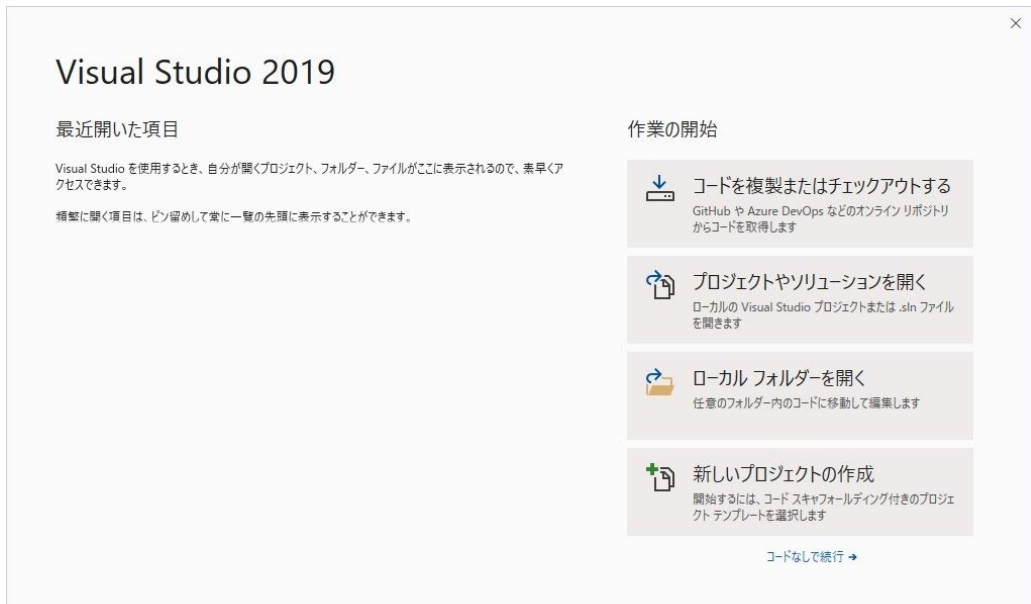 Visual Studio 2019
最近開いた項目
Visual Studio を使用するとき、自分が開くプロジェクト、フォルダー、ファイルがここに表示されるので、素早くア
クセスできます。
頻繁に開く項目は、ピン留めして常に一覧の先頭に表示することができます。
作業の開始
コードを複製またはチェックアウトする
GitHub や Azure DevOps などのオンライン リポジトリ
からコードを取得します
プロジェクトやソリューションを開く
ローカルの Visual Studio プロジェクトまたは .sln ファイル
を開きます
ローカル フォルダーを開く
任意のフォルダー内のコードに移動して編集します
新しいプロジェクトの作成
開始するには、コード スキャフォールディング付きのプロジェ
クト テンプレートを選択します
コードなしで続行 →